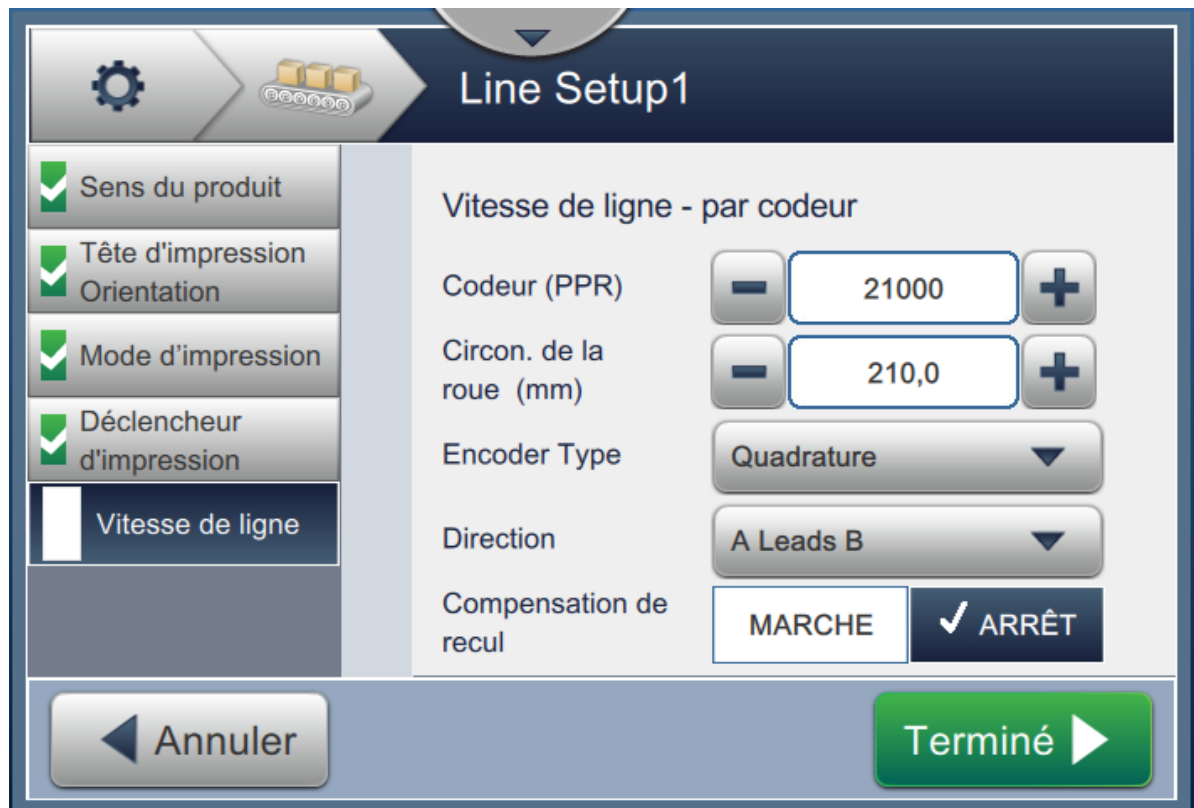 Line Setup1
Sens du produit
Tête d'impression
Orientation
Mode d’impression
Déclencheur
d'impression
Vitesse de ligne
Vitesse de ligne - par codeur
Codeur (PPR)
21000
Circon. de la
roue (mm)
210,0
Encoder Type
Quadrature
Direction
A Leads B
Compensation de
recul
MARCHE
ARRÊT
Annuler
Terminé